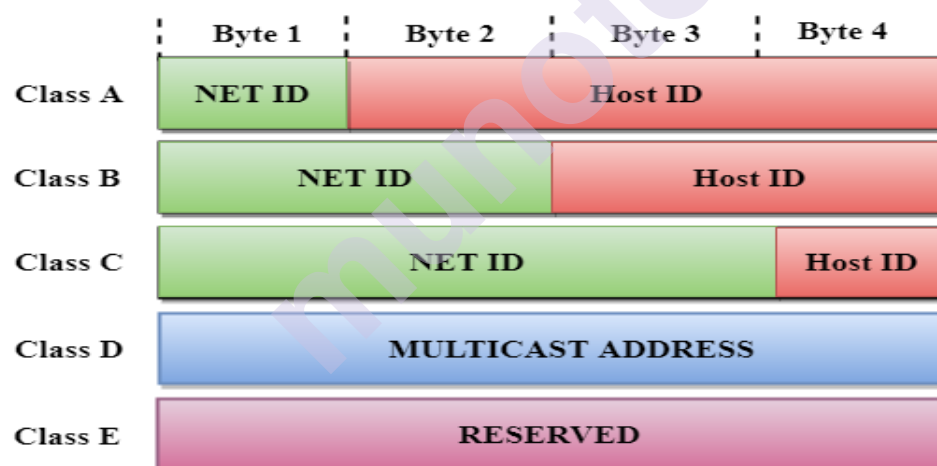 Byte 1 Byte 2 Byte 3 Byte 4
Class A NET ID Host ID
Class B NET ID Host ID
Class C NET ID Host ID
Class D MULTICAST ADDRESS
Class E RESERVED
munote